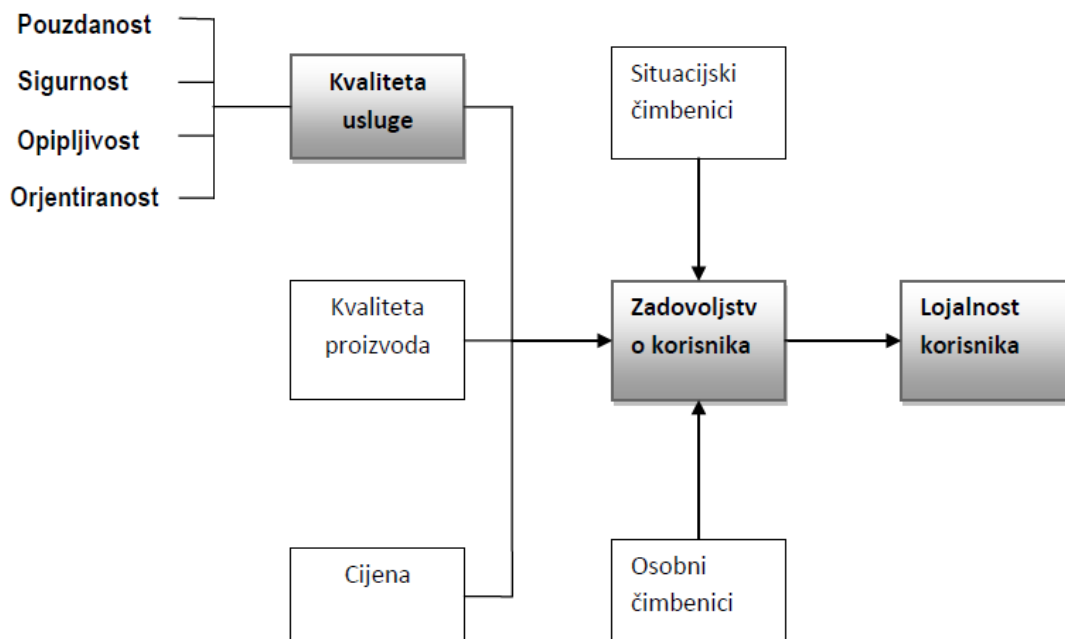 Pouzdanost
Sigurnost
Opipljivost
Orjentiranost
Kvaliteta
usluge
Kvaliteta
proizvoda
Cijena
Situacijski
čimbenici
Zadovoljstv
o korisnika
Osobni
čimbenici
Lojalnost
korisnika